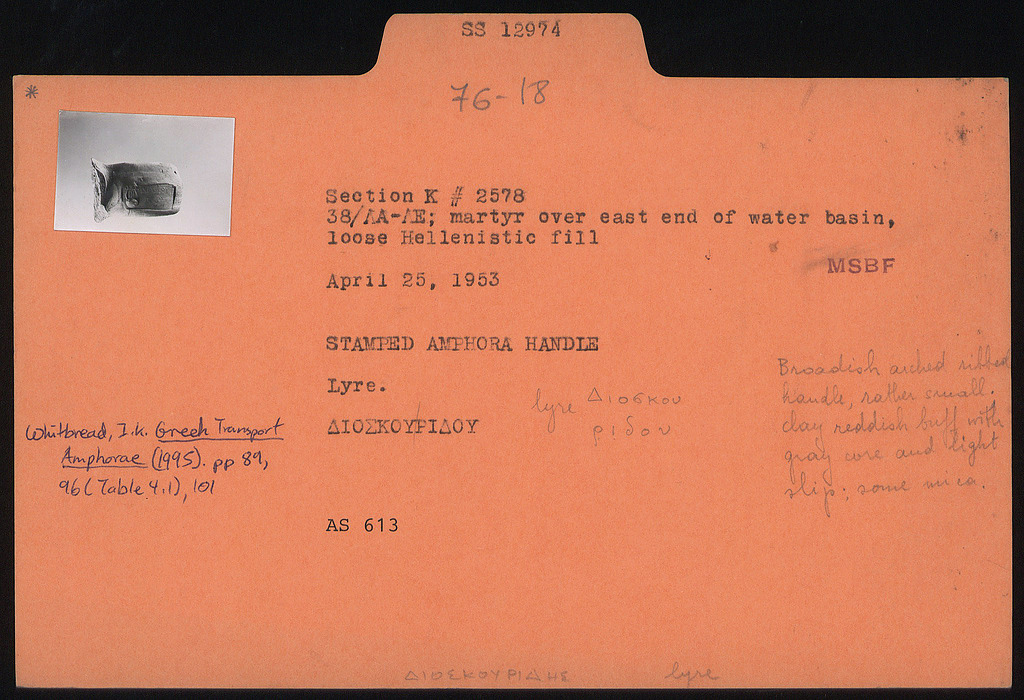 SS 12974
*
76-18
Section K # 2578
38/ΛΑ-ΛΕ; martyr over east end of water basin,
loose Hellenistic fill
MSBF
April 25, 1953
STAMPED AMPHORA HANDLE
Lyre.
ΔΙΟΣΚΟΥΡΙΔΟΥ
lyre Διοσκου
ριδου
Broadish arched ribbed
handle, rather small.
clay reddish buff with
gray core and light
slip; some mica.
Whitbread, I.K. Greek Transport
Amphorae (1995). pp 89,
96 (Table 4.1), 101
AS 613
ΔΙΟΣΚΟΥΡΙΔΗΣ lyre